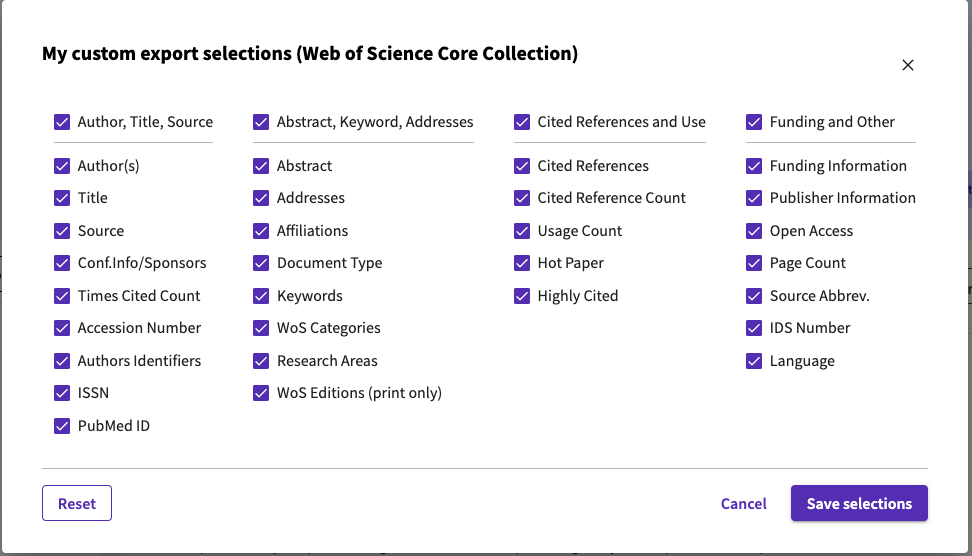 My custom export selections (Web of Science Core Collection)
Author, Title, Source
Author(s)
Title
Source
Conf.Info/Sponsors
Times Cited Count
Accession Number
Authors Identifiers
ISSN
PubMed ID
Abstract, Keyword, Addresses
Abstract
Addresses
Affiliations
Document Type
Keywords
WoS Categories
Research Areas
WoS Editions (print only)
Cited References and Use
Cited References
Cited Reference Count
Usage Count
Hot Paper
Highly Cited
Funding and Other
Funding Information
Publisher Information
Open Access
Page Count
Source Abbrev.
IDS Number
Language
Reset
Cancel
Save selections